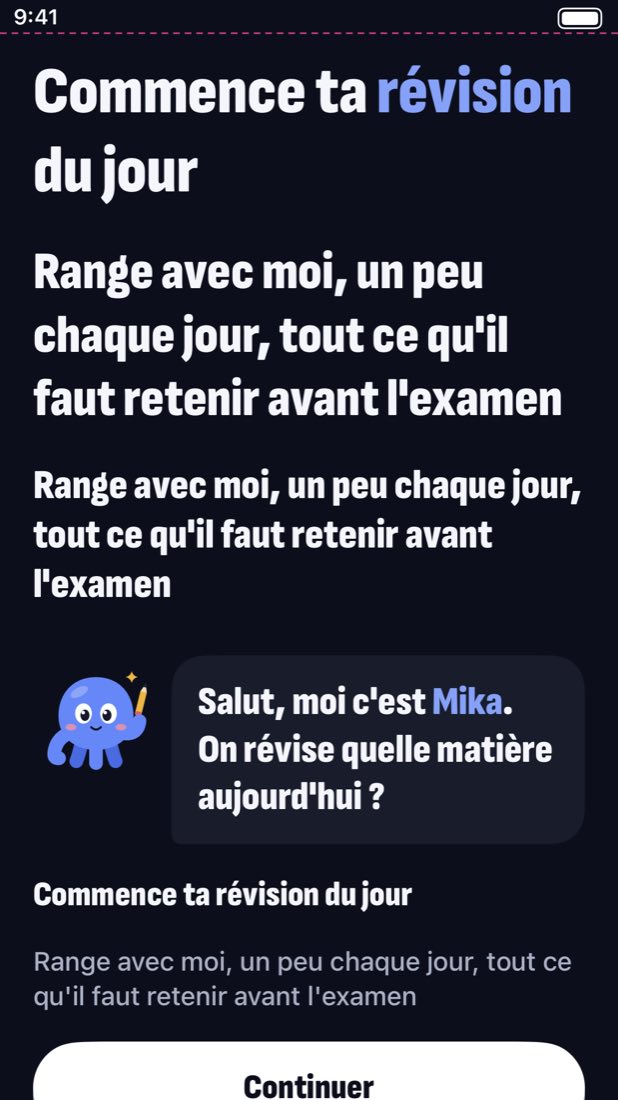 9:41
Commence ta révision
du jour
Range avec moi, un peu
chaque jour, tout ce qu'il
faut retenir avant l'examen
Range avec moi, un peu chaque jour,
tout ce qu'il faut retenir avant
l'examen
Salut, moi c'est Mika.
On révise quelle matière
aujourd'hui ?
Commence ta révision du jour
Range avec moi, un peu chaque jour, tout ce
qu'il faut retenir avant l'examen
Continuer